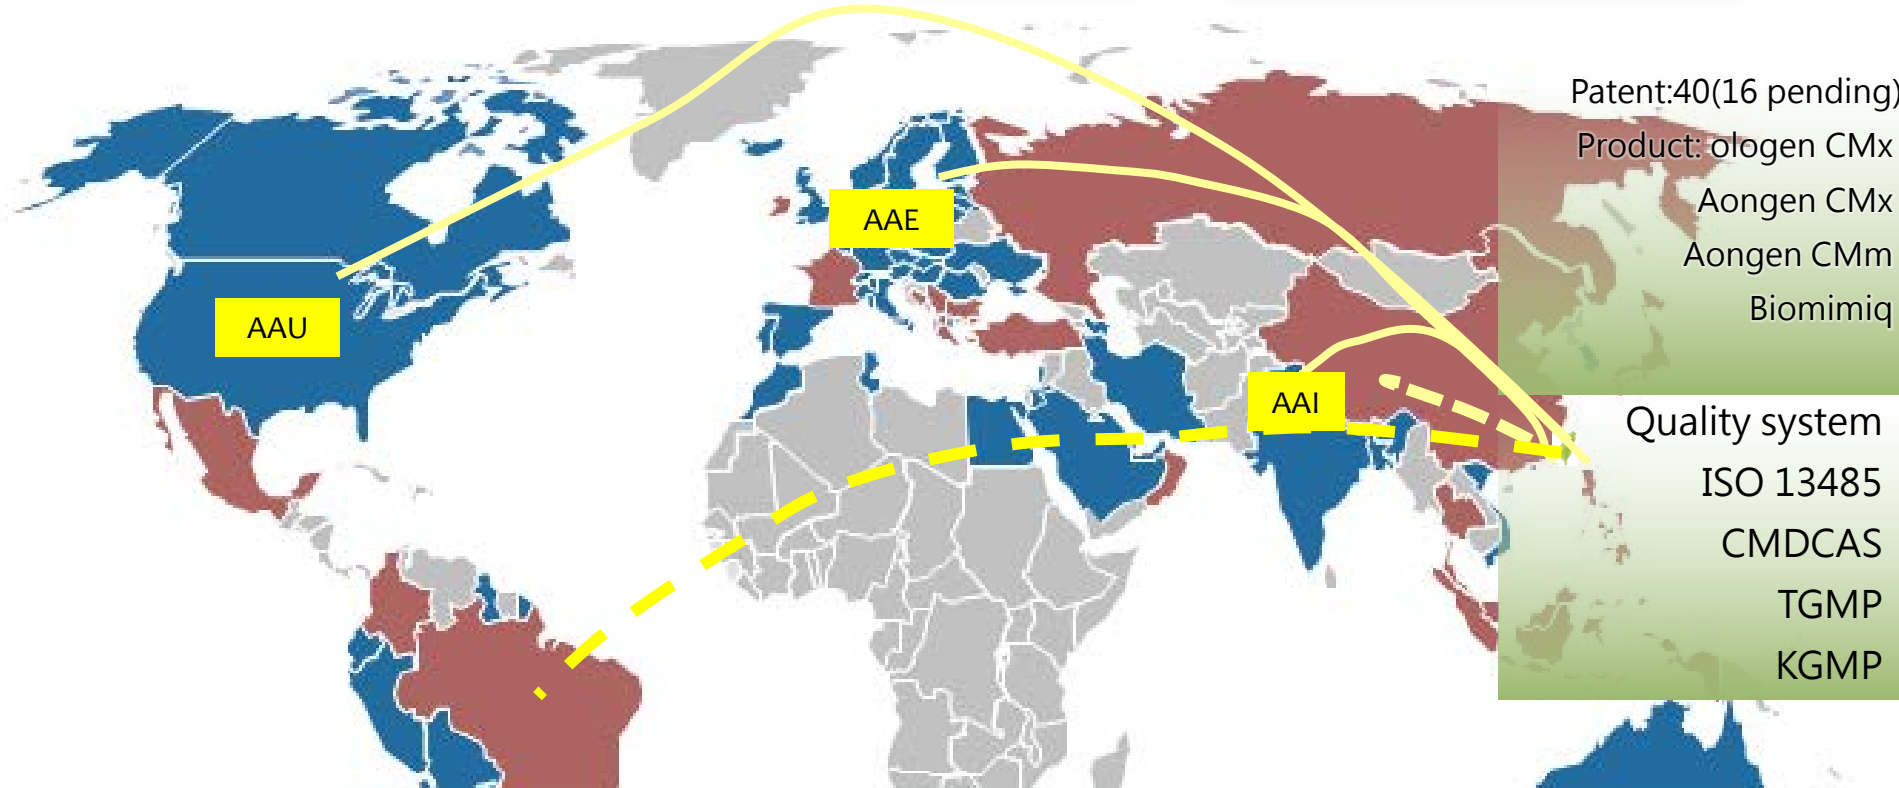 Patent:40(16 pending)
Product: ologen CMx
Aongen CMx
Aongen CMm
Biomimiq
AAE
AAU
AAI
Quality system
ISO 13485
CMDCAS
TGMP
KGMP